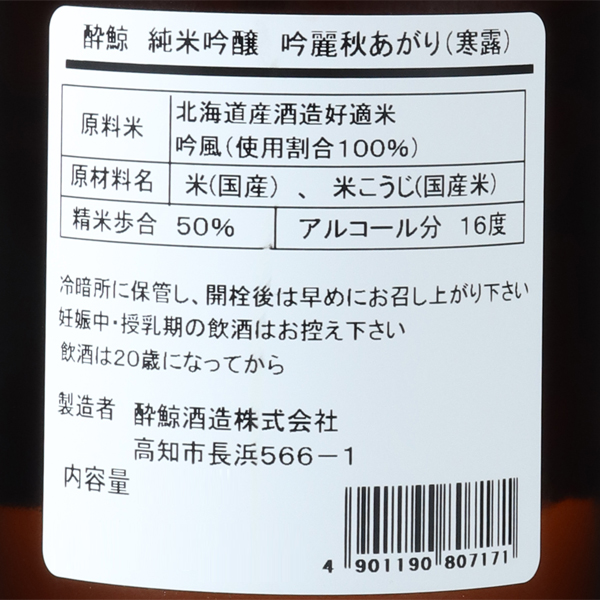 酔鯨 純米吟醸 吟麗秋あがり(寒露)
原料米 北海道産酒造好適米
吟風(使用割合100%)
原材料名 米(国産)、米こうじ(国産米)
精米歩合 50% アルコール分 16度
冷暗所に保管し、開栓後は早めにお召し上がり下さい
妊娠中・授乳期の飲酒はお控え下さい
飲酒は20歳になってから
製造者 酔鯨酒造株式会社
高知市長浜566-1
内容量
4 901190 807171